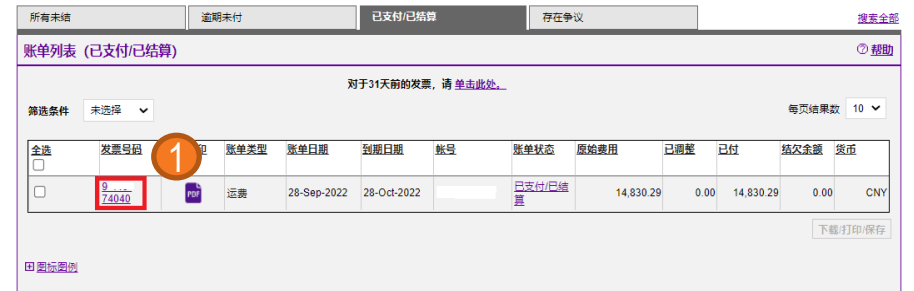 所有未结 逾期未付 已支付/已结算 存在争议 搜索全部
账单列表 (已支付/已结算) 帮助
对于31天前的发票，请 单击此处。
筛选条件 未选择 每页结果数 10
全选 发票号码 1 印 账单类型 账单日期 到期日期 帐号 账单状态 原始费用 已调整 已付 结欠余额 货币
9 74040 PDF 运费 28-Sep-2022 28-Oct-2022 已支付/已结算 14,830.29 0.00 14,830.29 0.00 CNY
下载/打印/保存
图标图例